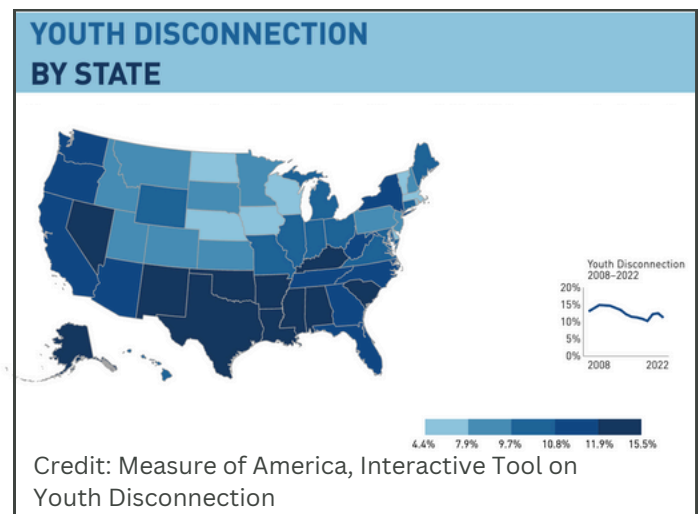 YOUTH DISCONNECTION
BY STATE
Youth Disconnection
2008–2022
20%
15%
10%
5%
0%
2008 2022
4.4% 7.9% 9.7% 10.8% 11.9% 15.5%
Credit: Measure of America, Interactive Tool on
Youth Disconnection